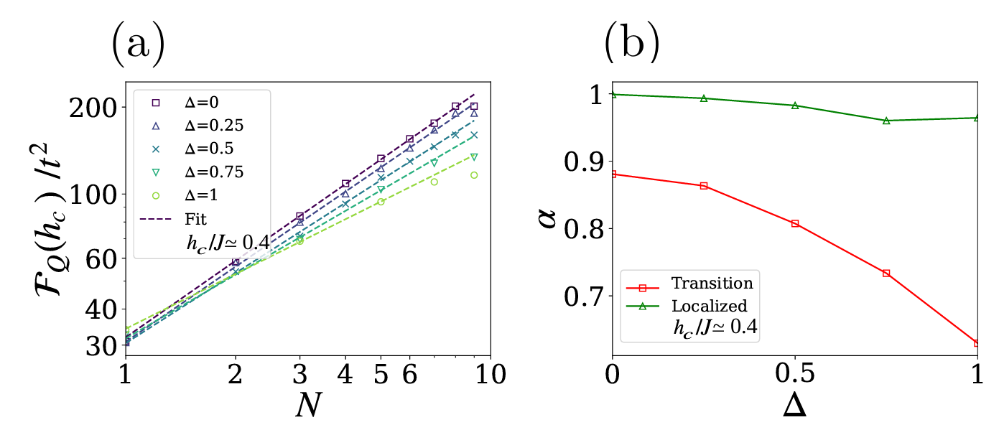 (a)
200
100
60
40
30
1
2
3
4
5
6
10
N
𝓕_Q(h_c) /t²
Δ=0
Δ=0.25
Δ=0.5
Δ=0.75
Δ=1
Fit
h_c/J≃ 0.4
(b)
1
0.9
0.8
0.7
0
0.5
1
Δ
α
Transition
Localized
h_c/J≃ 0.4